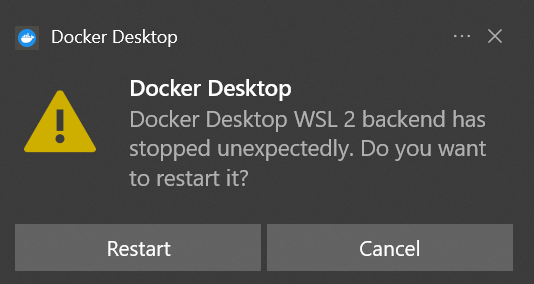 Docker Desktop
Docker Desktop
Docker Desktop WSL 2 backend has
stopped unexpectedly. Do you want
to restart it?
Restart
Cancel